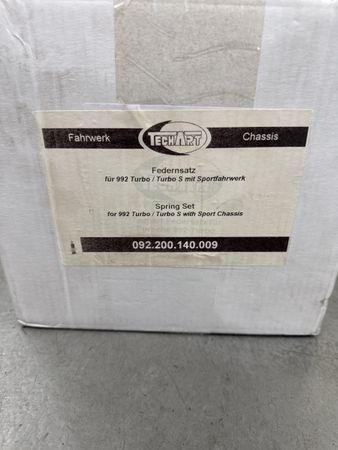 Fahrwerk
TECHART
Chassis
Federnsatz
für 992 Turbo / Turbo S mit Sportfahrwerk
Spring Set
for 992 Turbo / Turbo S with Sport Chassis
092.200.140.009